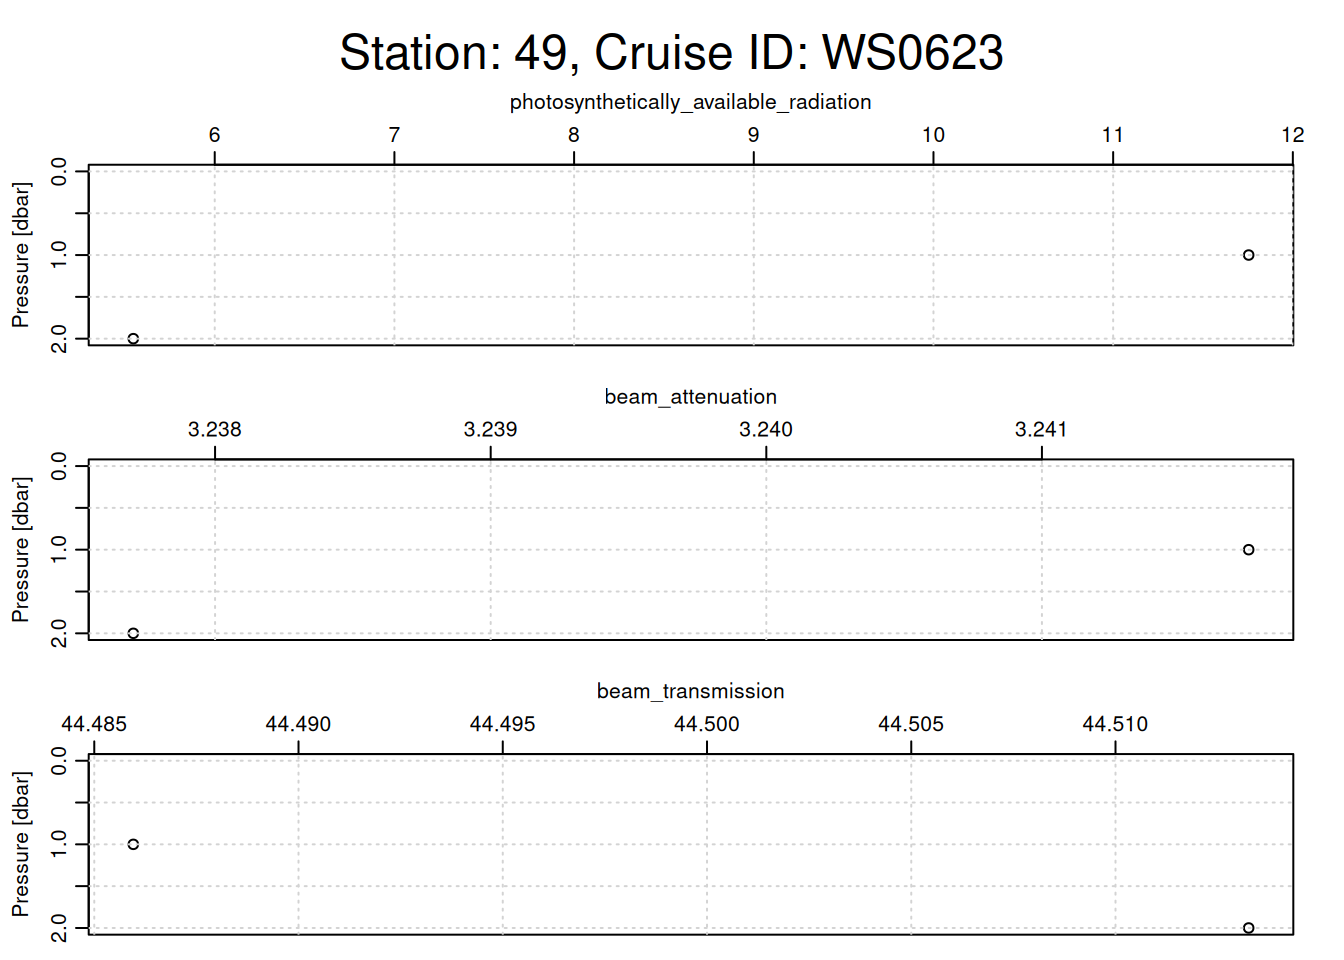 Station: 49, Cruise ID: WS0623
photosynthetically_available_radiation
6 7 8 9 10 11 12
0.0
1.0
2.0
Pressure [dbar]
beam_attenuation
3.238 3.239 3.240 3.241
0.0
1.0
2.0
Pressure [dbar]
beam_transmission
44.485 44.490 44.495 44.500 44.505 44.510
0.0
1.0
2.0
Pressure [dbar]